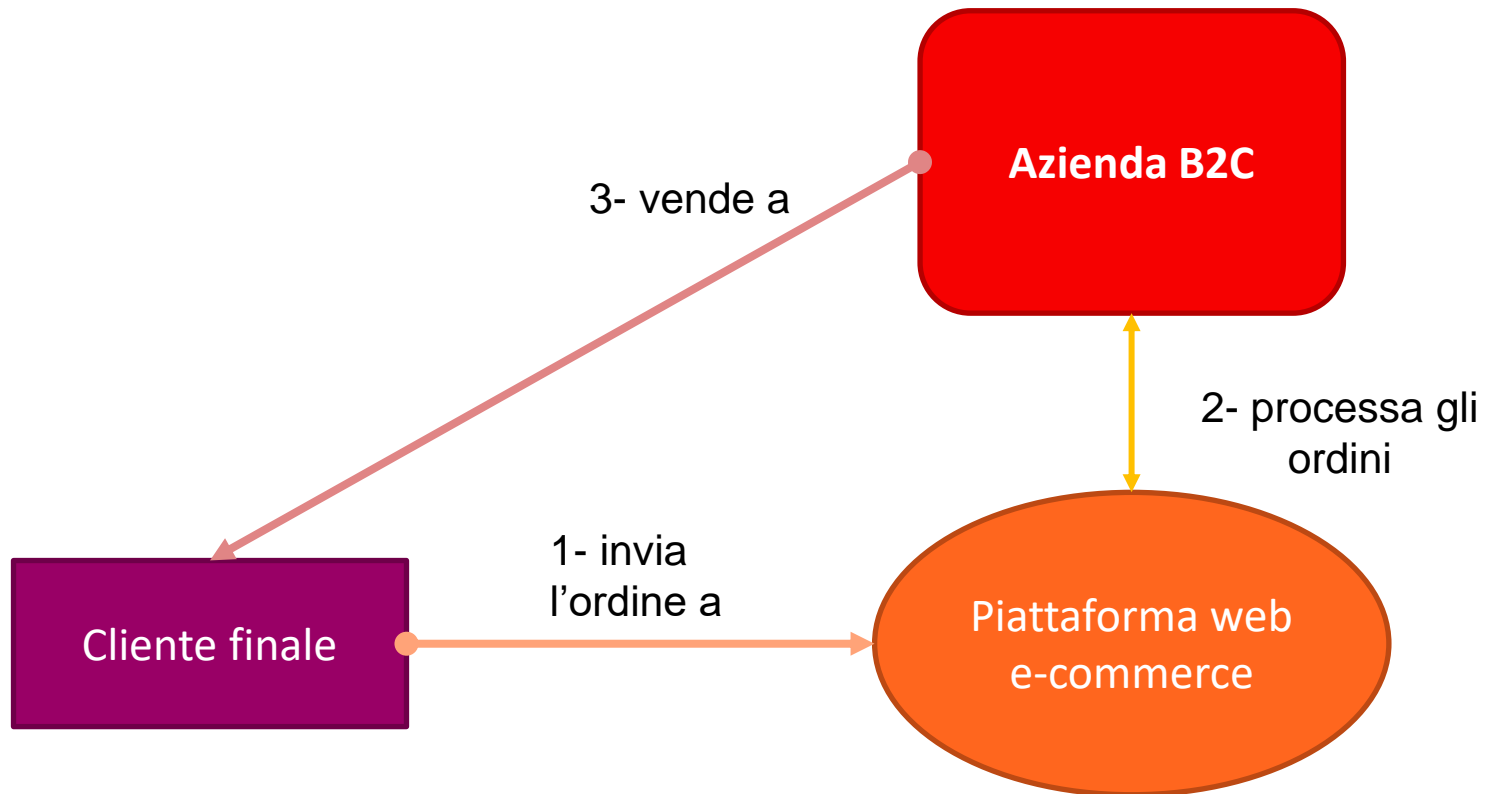 Azienda B2C
3- vende a
2- processa gli
ordini
1- invia
l’ordine a
Cliente finale
Piattaforma web
e-commerce